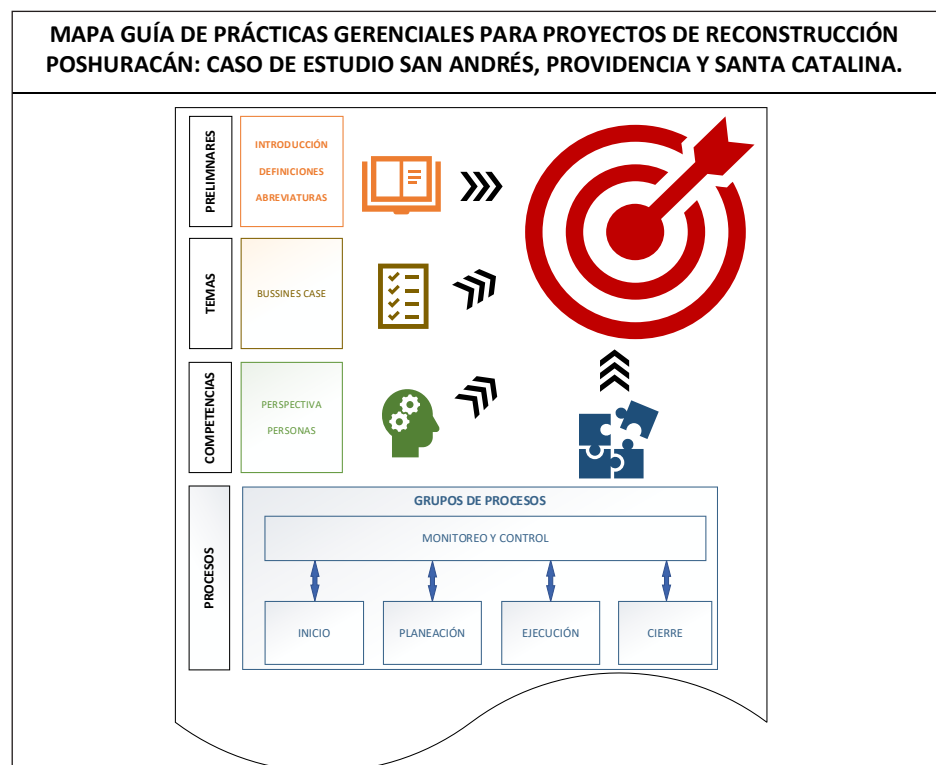 MAPA GUÍA DE PRÁCTICAS GERENCIALES PARA PROYECTOS DE RECONSTRUCCIÓN
POSHURACÁN: CASO DE ESTUDIO SAN ANDRÉS, PROVIDENCIA Y SANTA CATALINA.
PRELIMNARES
INTRODUCCIÓN
DEFINICIONES
ABREVIATURAS
TEMAS
BUSSINES CASE
COMPETENCIAS
PERSPECTIVA
PERSONAS
PROCESOS
GRUPOS DE PROCESOS
MONITOREO Y CONTROL
INICIO
PLANEACIÓN
EJECUCIÓN
CIERRE